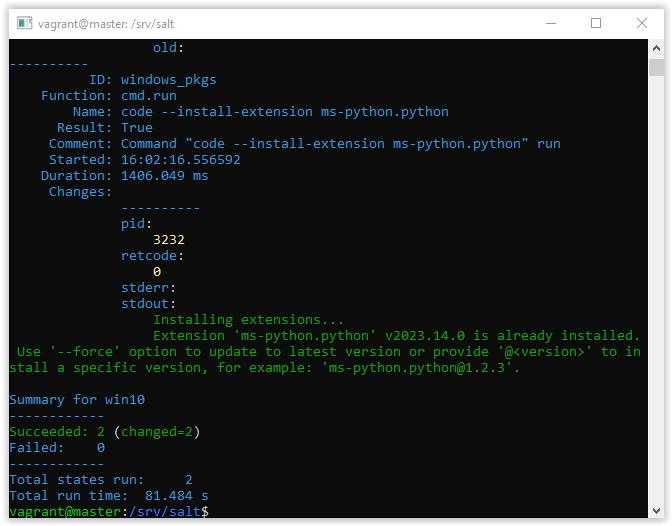 vagrant@master: /srv/salt
old:
----------
ID: windows_pkgs
Function: cmd.run
Name: code --install-extension ms-python.python
Result: True
Comment: Command "code --install-extension ms-python.python" run
Started: 16:02:16.556592
Duration: 1406.049 ms
Changes:
----------
pid:
3232
retcode:
0
stderr:
stdout:
Installing extensions...
Extension 'ms-python.python' v2023.14.0 is already installed.
Use '--force' option to update to latest version or provide '@<version>' to in
stall a specific version, for example: 'ms-python.python@1.2.3'.
Summary for win10
------------
Succeeded: 2 (changed=2)
Failed:    0
------------
Total states run:     2
Total run time:  81.484 s
vagrant@master:/srv/salt$